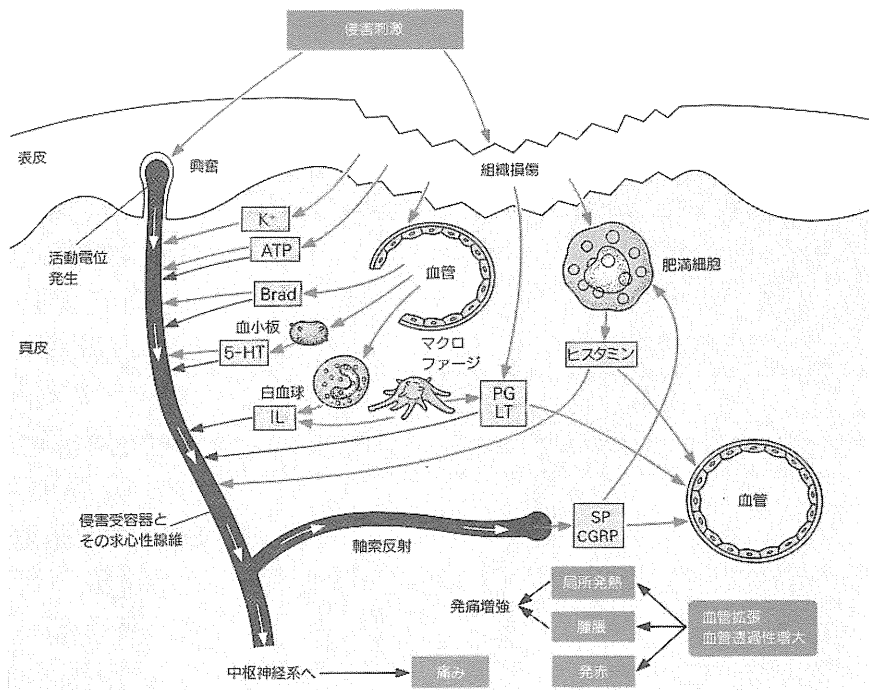 侵害刺激
表皮
興奮
組織損傷
K⁺
ATP
活動電位
発生
血管
肥満細胞
Brad
血小板
真皮
5-HT
マクロ
ファージ
ヒスタミン
白血球
PG
LT
IL
血管
侵害受容器と
その求心性線維
SP
CGRP
軸索反射
局所発熱
発痛増強
腫脹
血管拡張
血管透過性増大
中枢神経系へ
痛み
発赤